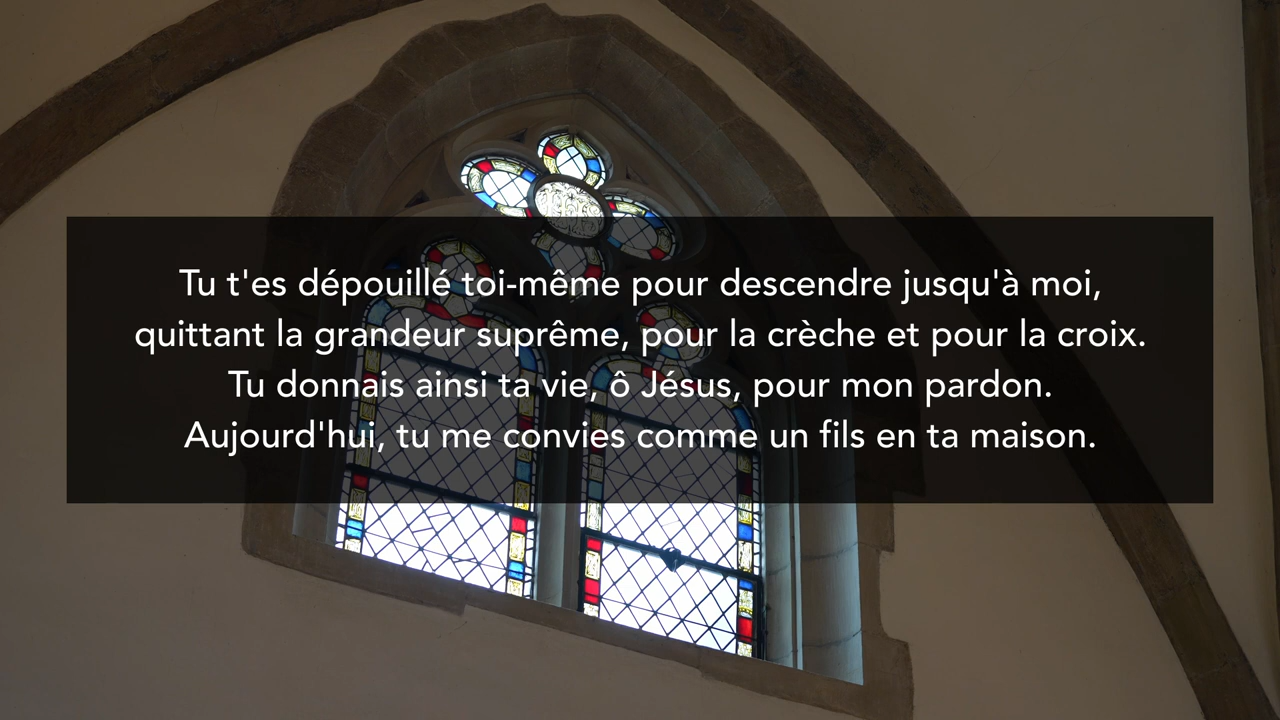 Tu t'es dépouillé toi-même pour descendre jusqu'à moi,
quittant la grandeur suprême, pour la crèche et pour la croix.
Tu donnais ainsi ta vie, ô Jésus, pour mon pardon.
Aujourd'hui, tu me convies comme un fils en ta maison.